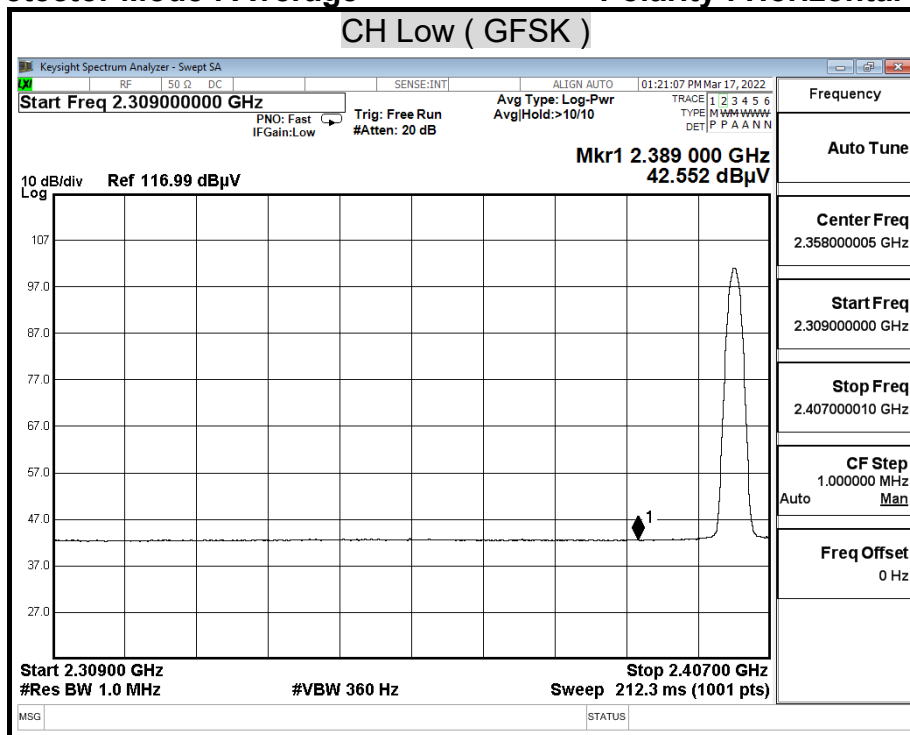 CH Low ( GFSK )
Keysight Spectrum Analyzer - Swept SA
LXI RF 50 Ω DC SENSE:INT ALIGN AUTO 01:21:07 PM Mar 17, 2022
Start Freq 2.309000000 GHz
PNO: Fast
IFGain:Low
Trig: Free Run
#Atten: 20 dB
Avg Type: Log-Pwr
Avg|Hold:>10/10
TRACE 1 2 3 4 5 6
TYPE M WM WWWW
DET P P A A N N
Mkr1 2.389 000 GHz
42.552 dBµV
10 dB/div Ref 116.99 dBµV
Log
107
97.0
87.0
77.0
67.0
57.0
47.0
37.0
27.0
1
Start 2.30900 GHz Stop 2.40700 GHz
#Res BW 1.0 MHz #VBW 360 Hz Sweep 212.3 ms (1001 pts)
MSG STATUS
Frequency
Auto Tune
Center Freq
2.358000005 GHz
Start Freq
2.309000000 GHz
Stop Freq
2.407000010 GHz
CF Step
1.000000 MHz
Auto Man
Freq Offset
0 Hz